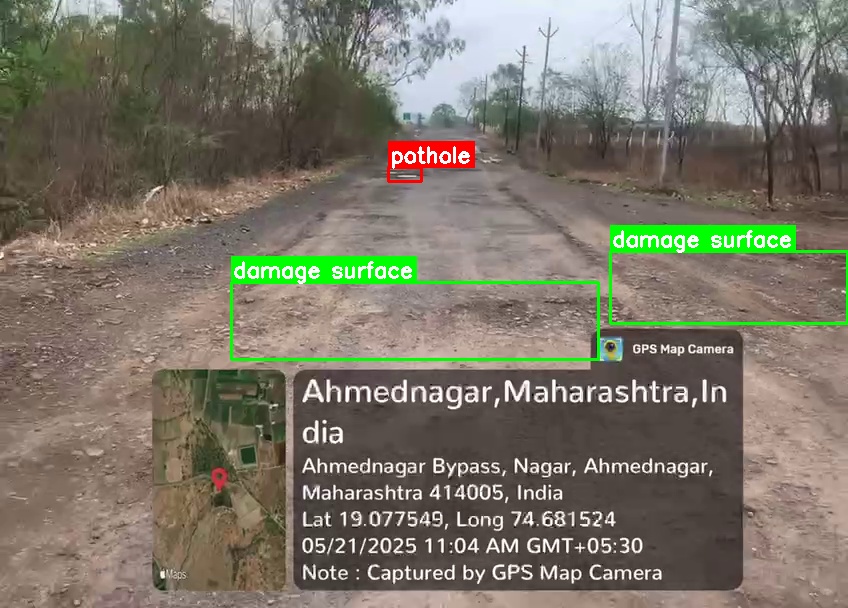 pothole
damage surface
damage surface
GPS Map Camera
Ahmednagar,Maharashtra,In
dia
Ahmednagar Bypass, Nagar, Ahmednagar,
Maharashtra 414005, India
Lat 19.077549, Long 74.681524
05/21/2025 11:04 AM GMT+05:30
Note : Captured by GPS Map Camera
Maps